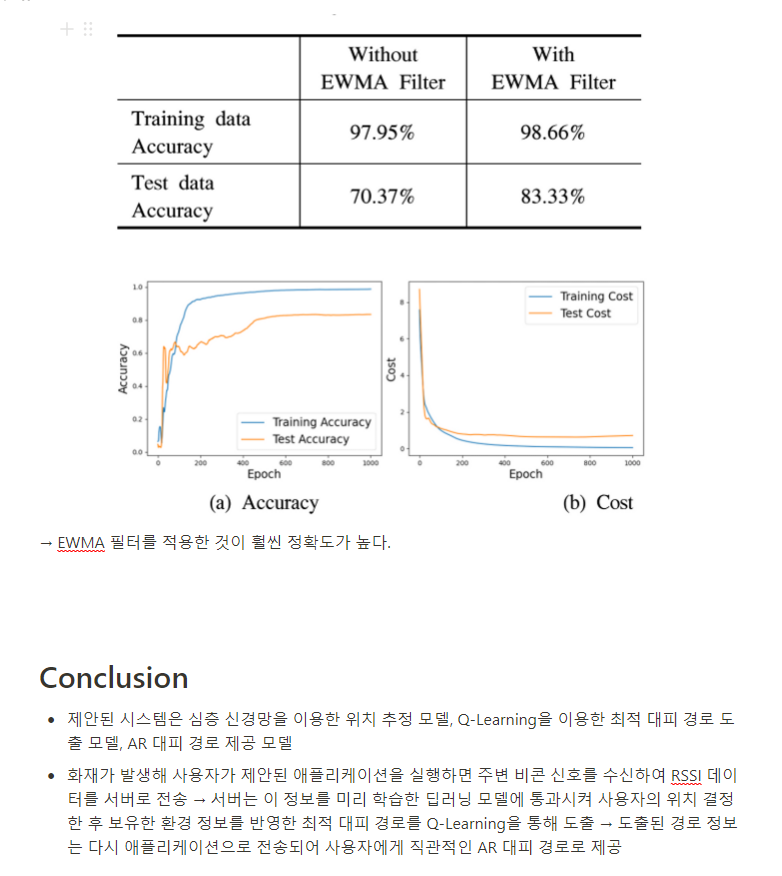 Without
EWMA Filter
With
EWMA Filter
Training data
Accuracy
97.95%
98.66%
Test data
Accuracy
70.37%
83.33%
1.0
0.8
0.6
0.4
0.2
0.0
Accuracy
Training Accuracy
Test Accuracy
0 200 400 600 800 1000
Epoch
8
6
4
2
0
Cost
Training Cost
Test Cost
0 200 400 600 800 1000
Epoch
(a) Accuracy
(b) Cost
→ EWMA 필터를 적용한 것이 훨씬 정확도가 높다.
Conclusion
• 제안된 시스템은 심층 신경망을 이용한 위치 추정 모델, Q-Learning을 이용한 최적 대피 경로 도
출 모델, AR 대피 경로 제공 모델
• 화재가 발생해 사용자가 제안된 애플리케이션을 실행하면 주변 비콘 신호를 수신하여 RSSI 데이
터를 서버로 전송 → 서버는 이 정보를 미리 학습한 딥러닝 모델에 통과시켜 사용자의 위치 결정
한 후 보유한 환경 정보를 반영한 최적 대피 경로를 Q-Learning을 통해 도출 → 도출된 경로 정보
는 다시 애플리케이션으로 전송되어 사용자에게 직관적인 AR 대피 경로로 제공